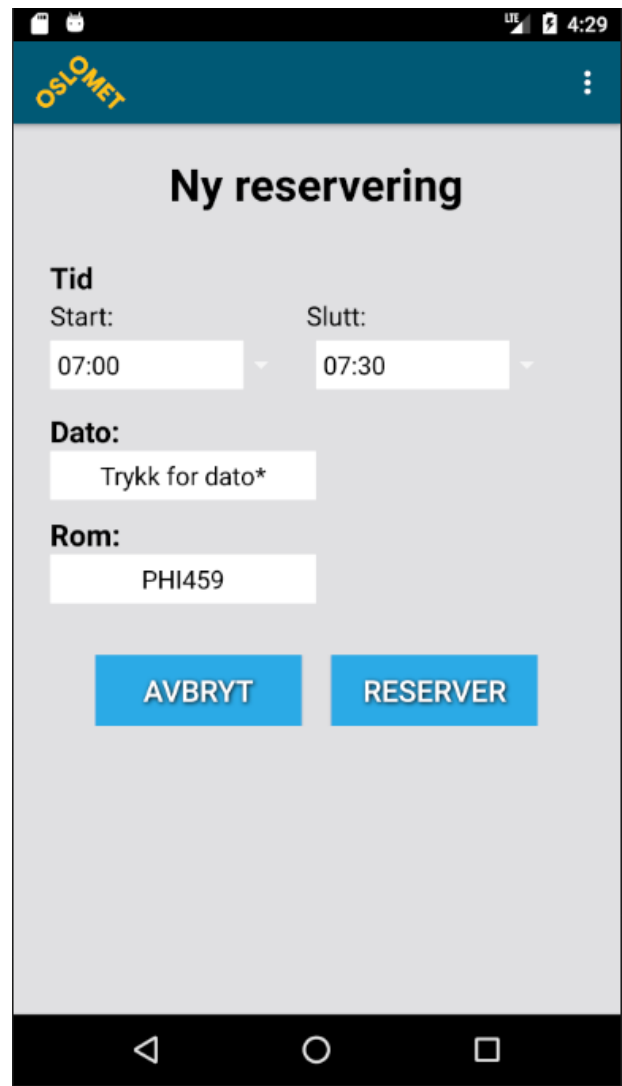 LTE 4:29
OSLOMET
Ny reservering
Tid
Start: Slutt:
07:00 07:30
Dato:
Trykk for dato*
Rom:
PHI459
AVBRYT RESERVER